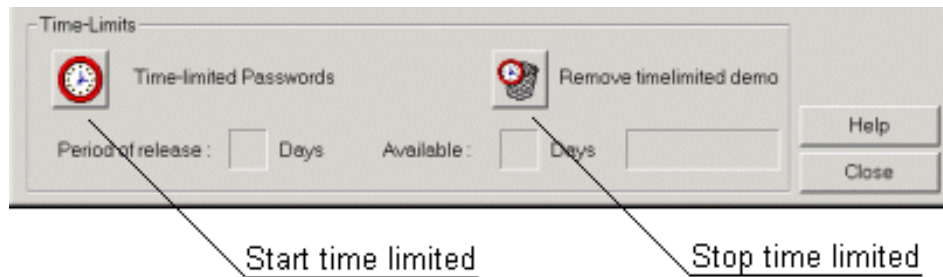 Time-Limits
Time-limited Passwords
Remove timelimited demo
Help
Period of release : Days Available : Days
Close
Start time limited
Stop time limited